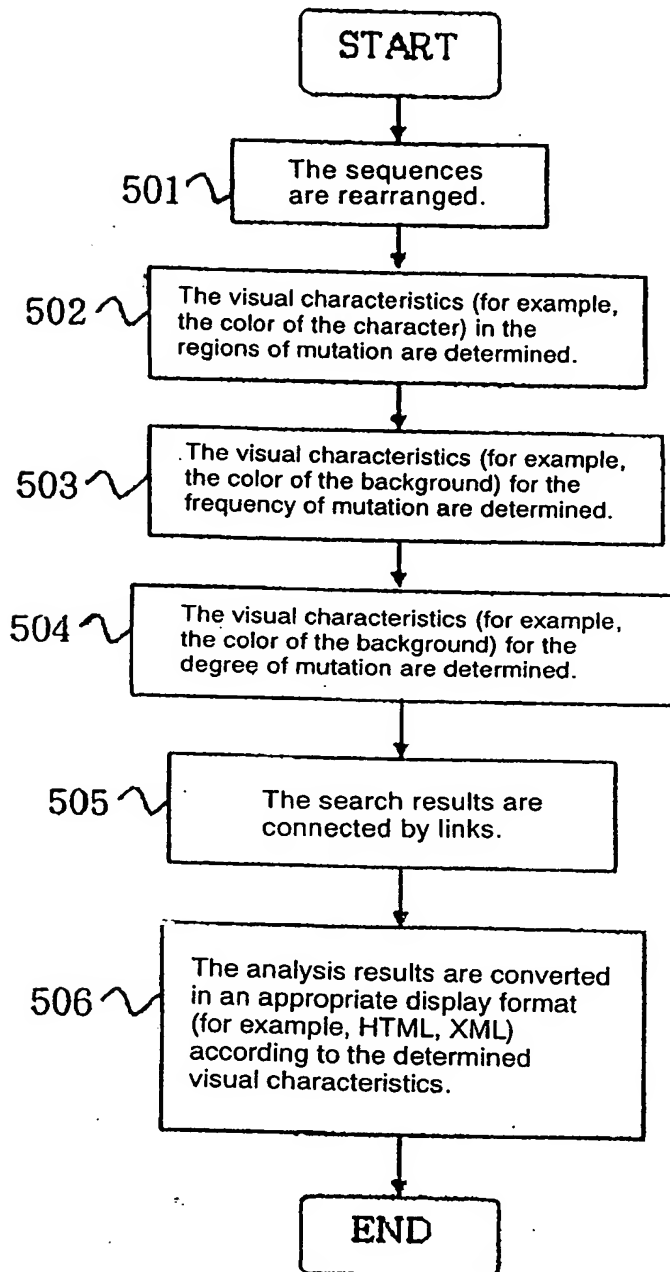 START
501
The sequences
are rearranged.
502
The visual characteristics (for example,
the color of the character) in the
regions of mutation are determined.
503
The visual characteristics (for example,
the color of the background) for the
frequency of mutation are determined.
504
The visual characteristics (for example,
the color of the background) for the
degree of mutation are determined.
505
The search results are
connected by links.
506
The analysis results are converted
in an appropriate display format
(for example, HTML, XML)
according to the determined
visual characteristics.
END